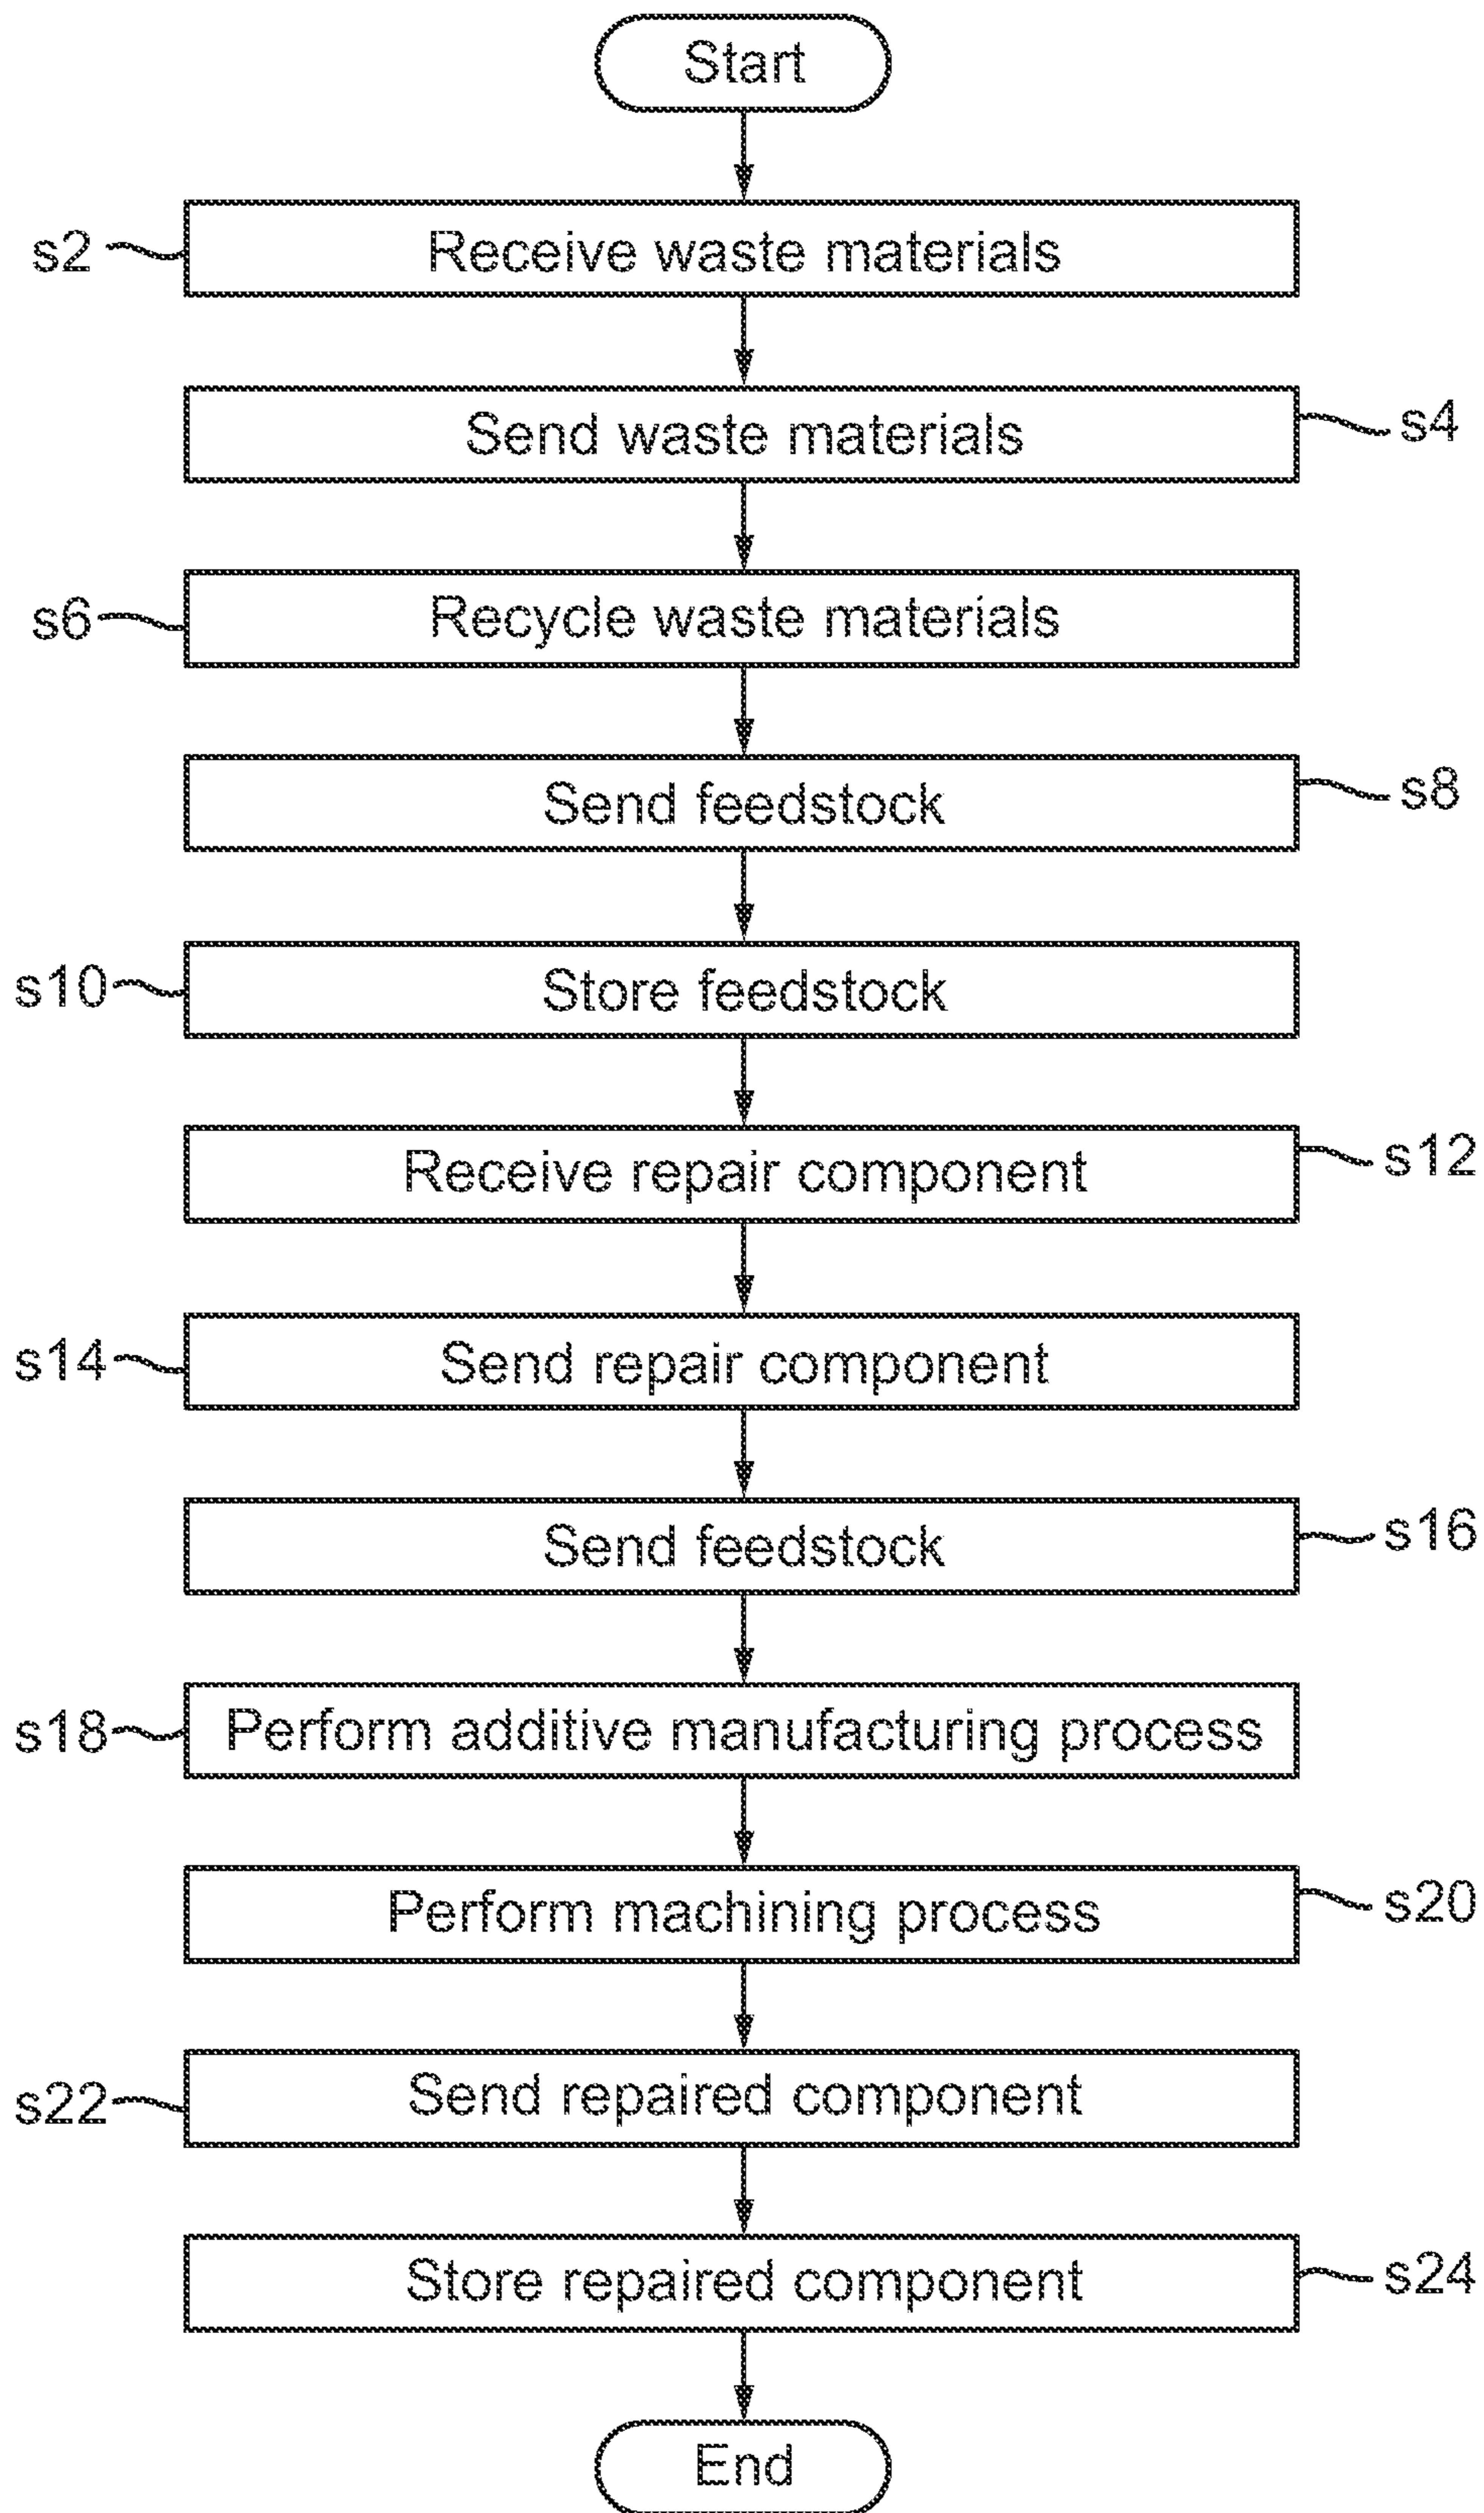 Start
s2 Receive waste materials
Send waste materials s4
s6 Recycle waste materials
Send feedstock s8
s10 Store feedstock
Receive repair component s12
s14 Send repair component
Send feedstock s16
s18 Perform additive manufacturing process
Perform machining process s20
s22 Send repaired component
Store repaired component s24
End